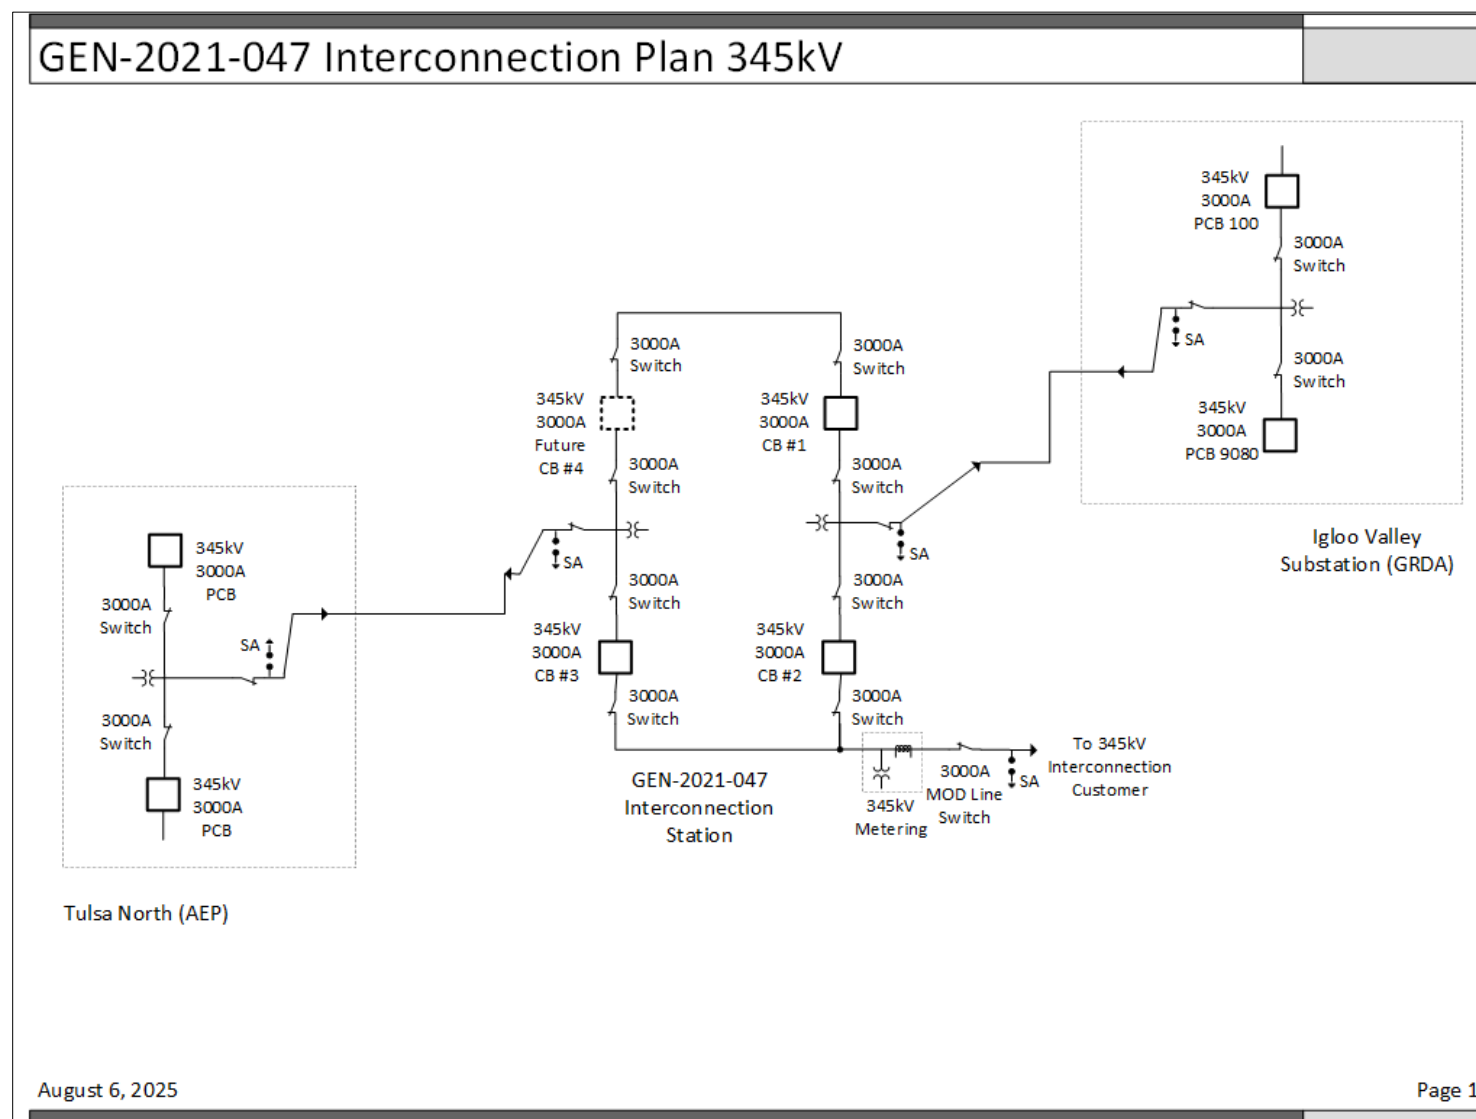 GEN-2021-047 Interconnection Plan 345kV
345kV
3000A
PCB 100
3000A
Switch
SA
3000A
Switch
345kV
3000A
PCB 9080
Igloo Valley
Substation (GRDA)
3000A
Switch
3000A
Switch
345kV
3000A
Future
CB #4
345kV
3000A
CB #1
3000A
Switch
3000A
Switch
SA
SA
3000A
Switch
3000A
Switch
345kV
3000A
CB #3
345kV
3000A
CB #2
3000A
Switch
3000A
Switch
345kV
3000A
PCB
3000A
Switch
SA
3000A
Switch
345kV
3000A
PCB
Tulsa North (AEP)
GEN-2021-047
Interconnection
Station
345kV
Metering
3000A
MOD Line
Switch
SA
To 345kV
Interconnection
Customer
August 6, 2025
Page 1